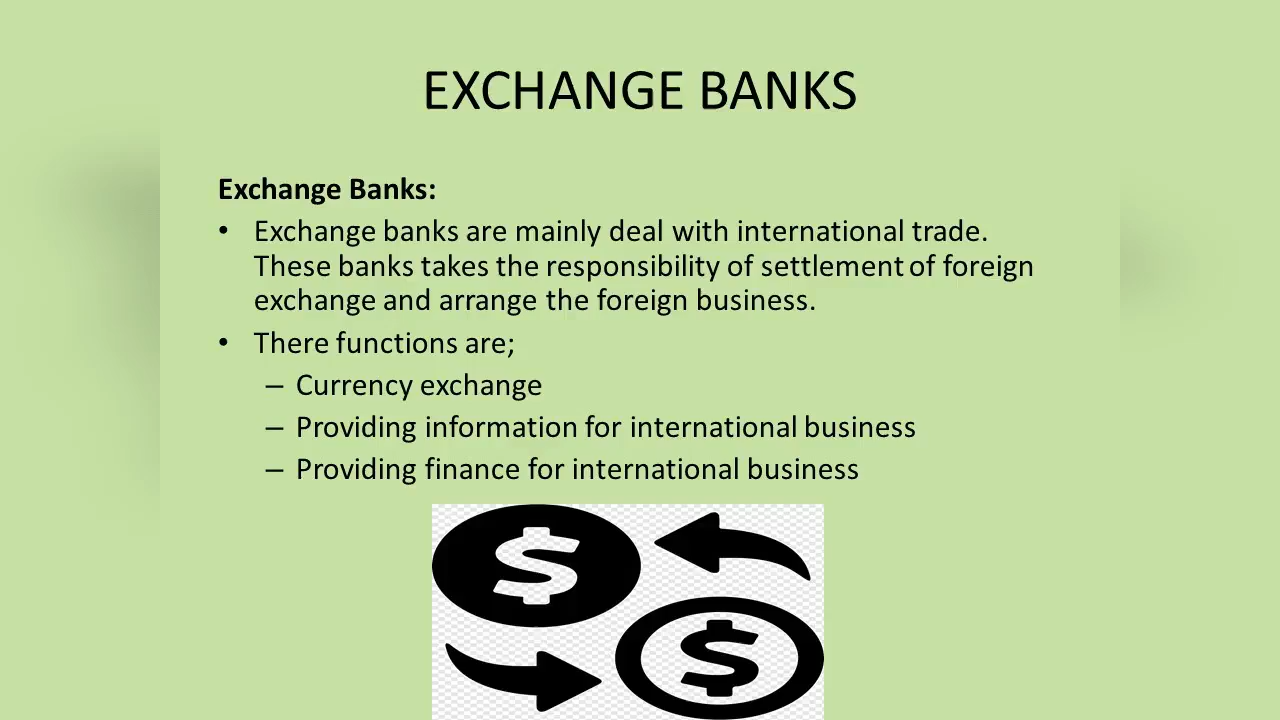 EXCHANGE BANKS
Exchange Banks:
• Exchange banks are mainly deal with international trade.
These banks takes the responsibility of settlement of foreign
exchange and arrange the foreign business.
• There functions are;
– Currency exchange
– Providing information for international business
– Providing finance for international business
$
$